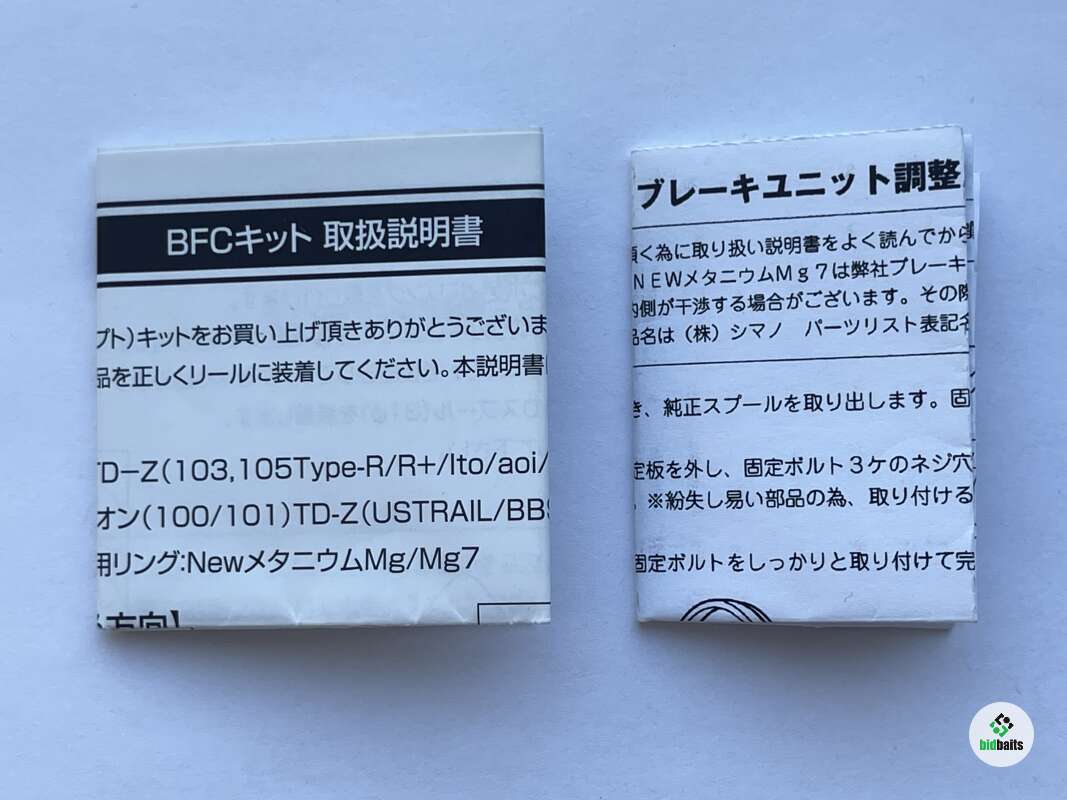 BFCキット 取扱説明書
プト)キットをお買い上げ頂きありがとうございま
品を正しくリールに装着してください。本説明書
TD-Z(103,105Type-R/R+/Ito/aoi/
オン(100/101)TD-Z(USTRAIL/BBS
用リング:NewメタニウムMg/Mg7
方向】
ブレーキユニット調整
頂く為に取り扱い説明書をよく読んでから
NEWメタニウムMg7は弊社ブレーキ
内側が干渉する場合がございます。その際
品名は(株)シマノ パーツリスト表記名
き、純正スプールを取り出します。固
定板を外し、固定ボルト3ケのネジ穴
※紛失し易い部品の為、取り付ける
固定ボルトをしっかりと取り付けて完
bidbaits